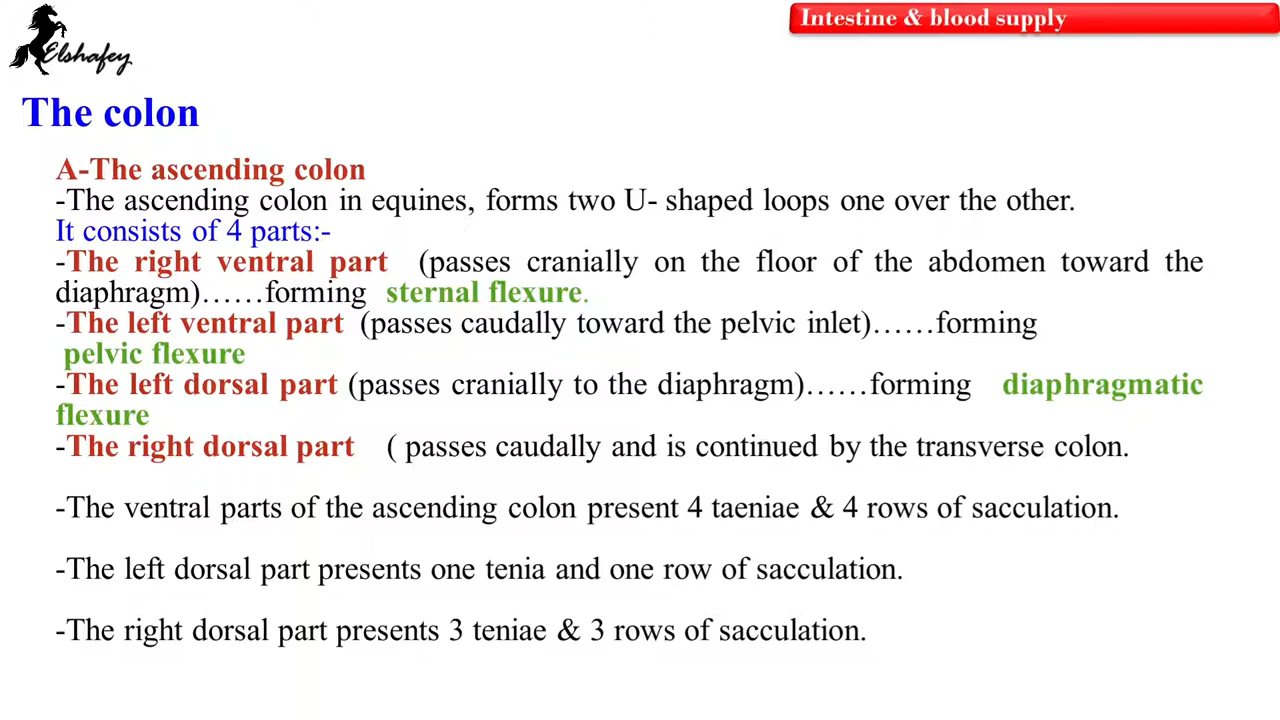 Elshafey
Intestine & blood supply
The colon
A-The ascending colon
-The ascending colon in equines, forms two U- shaped loops one over the other.
It consists of 4 parts:-
-The right ventral part (passes cranially on the floor of the abdomen toward the
diaphragm)……forming sternal flexure.
-The left ventral part (passes caudally toward the pelvic inlet)……forming
pelvic flexure
-The left dorsal part (passes cranially to the diaphragm)……forming diaphragmatic
flexure
-The right dorsal part ( passes caudally and is continued by the transverse colon.
-The ventral parts of the ascending colon present 4 taeniae & 4 rows of sacculation.
-The left dorsal part presents one tenia and one row of sacculation.
-The right dorsal part presents 3 teniae & 3 rows of sacculation.